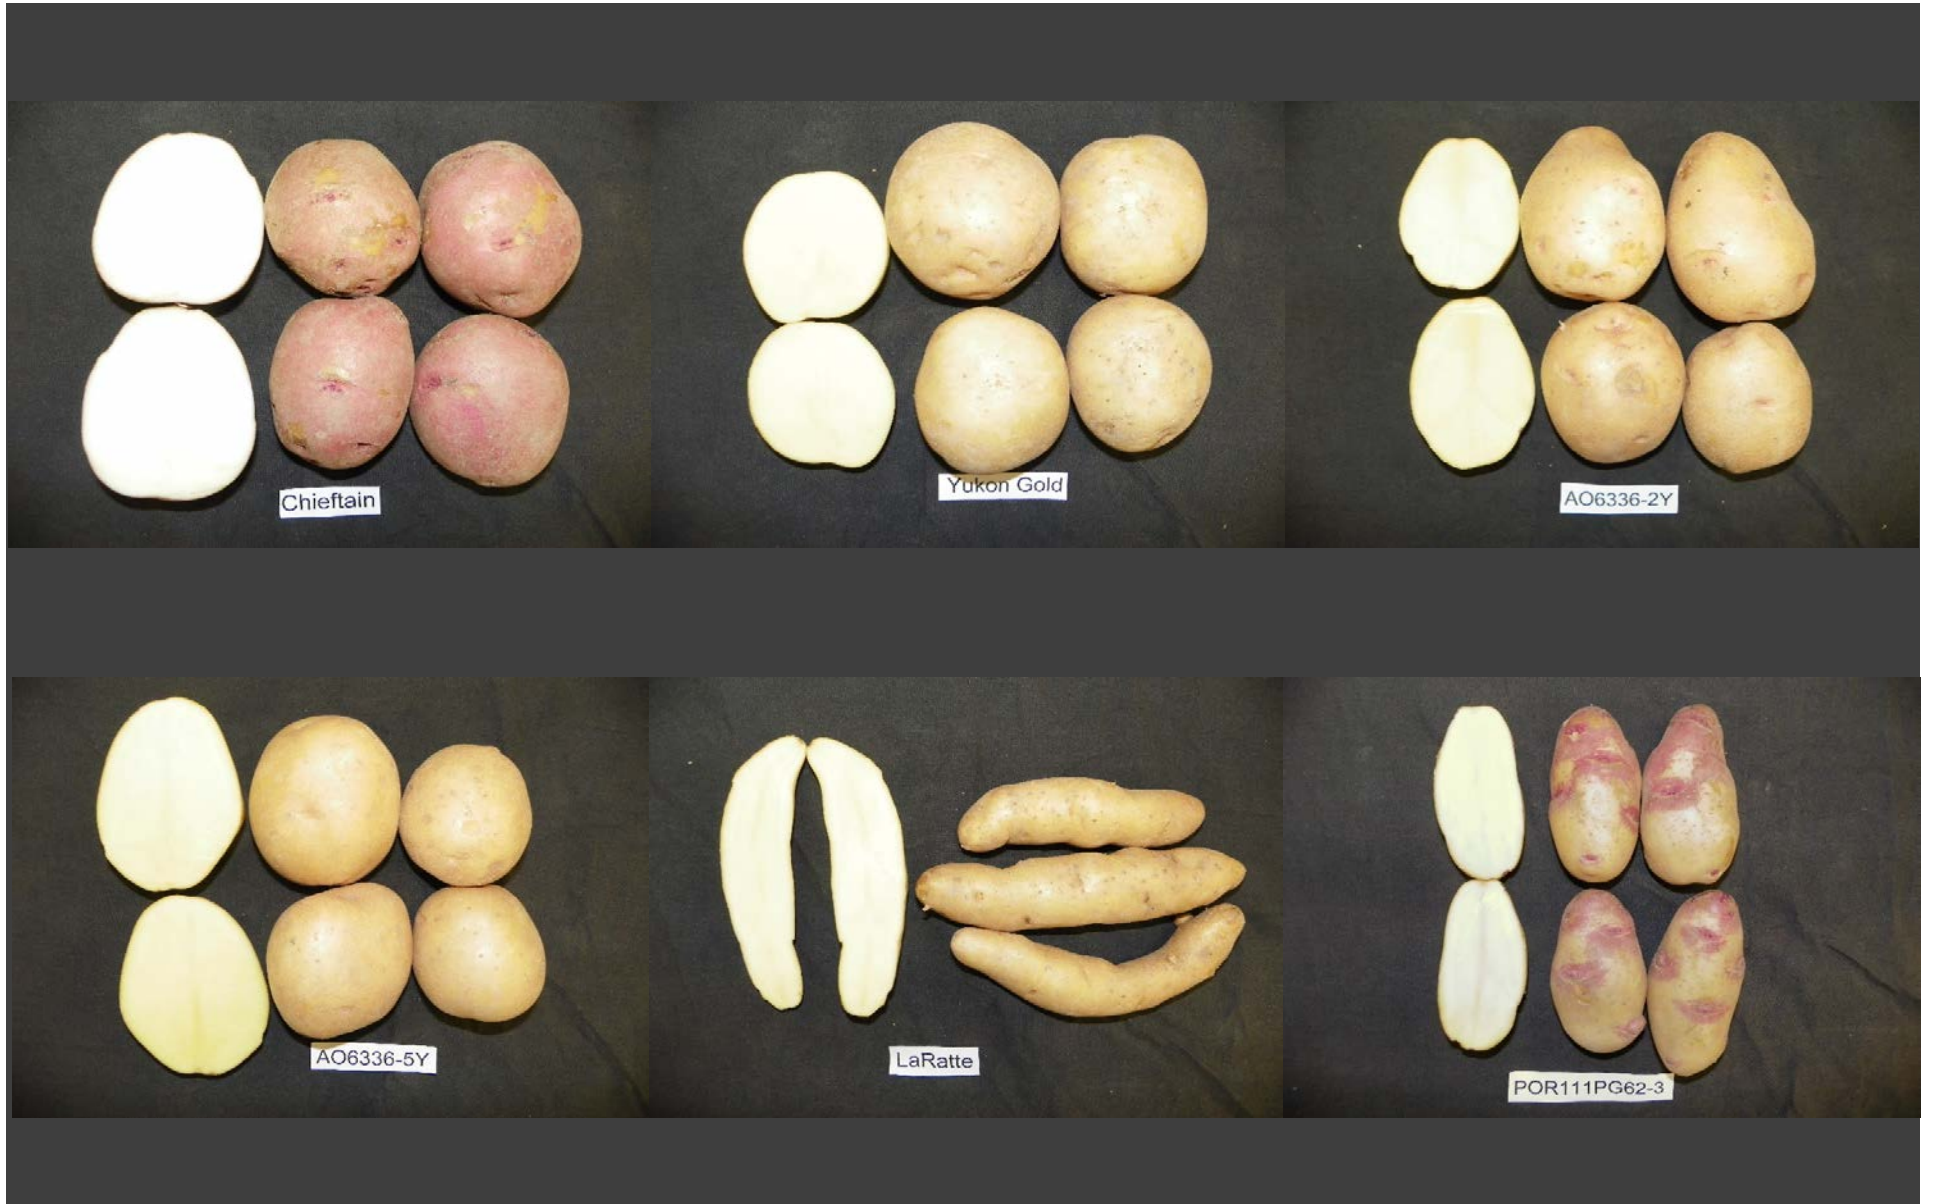 Chieftain
Yukon Gold
AO6336-2Y
AO6336-5Y
LaRatte
POR111PG62-3